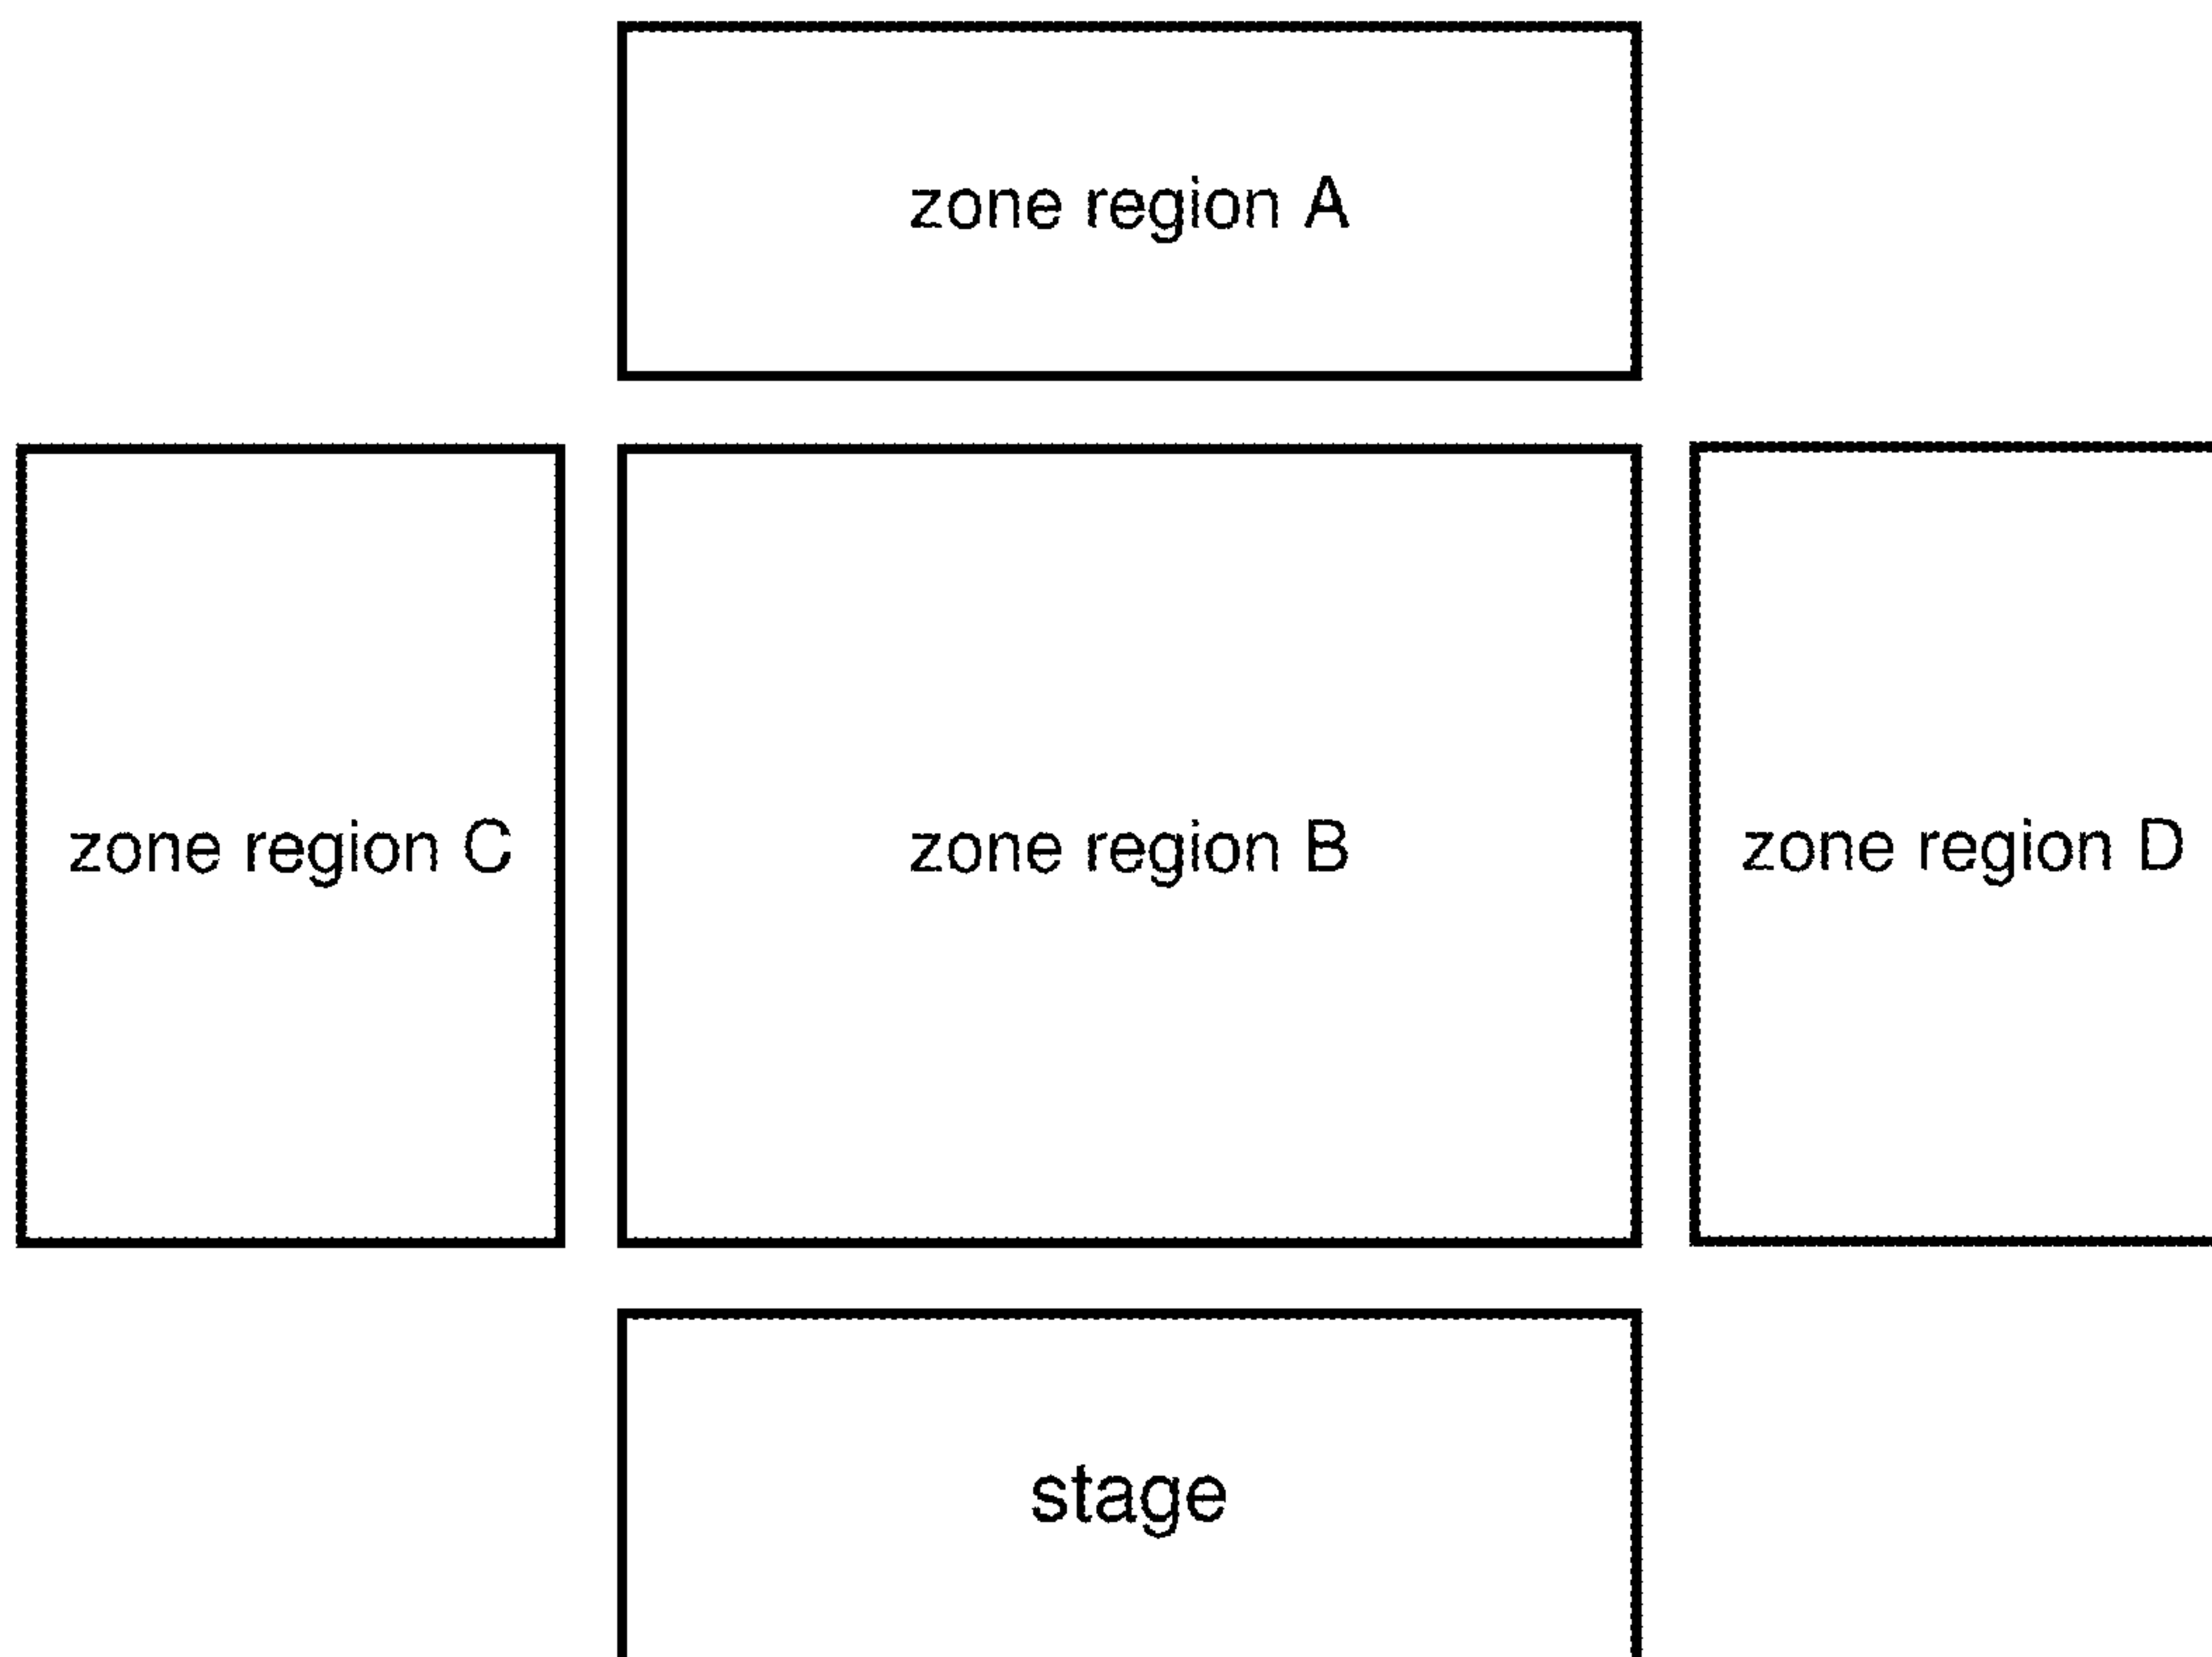 zone region A
zone region C
zone region B
zone region D
stage